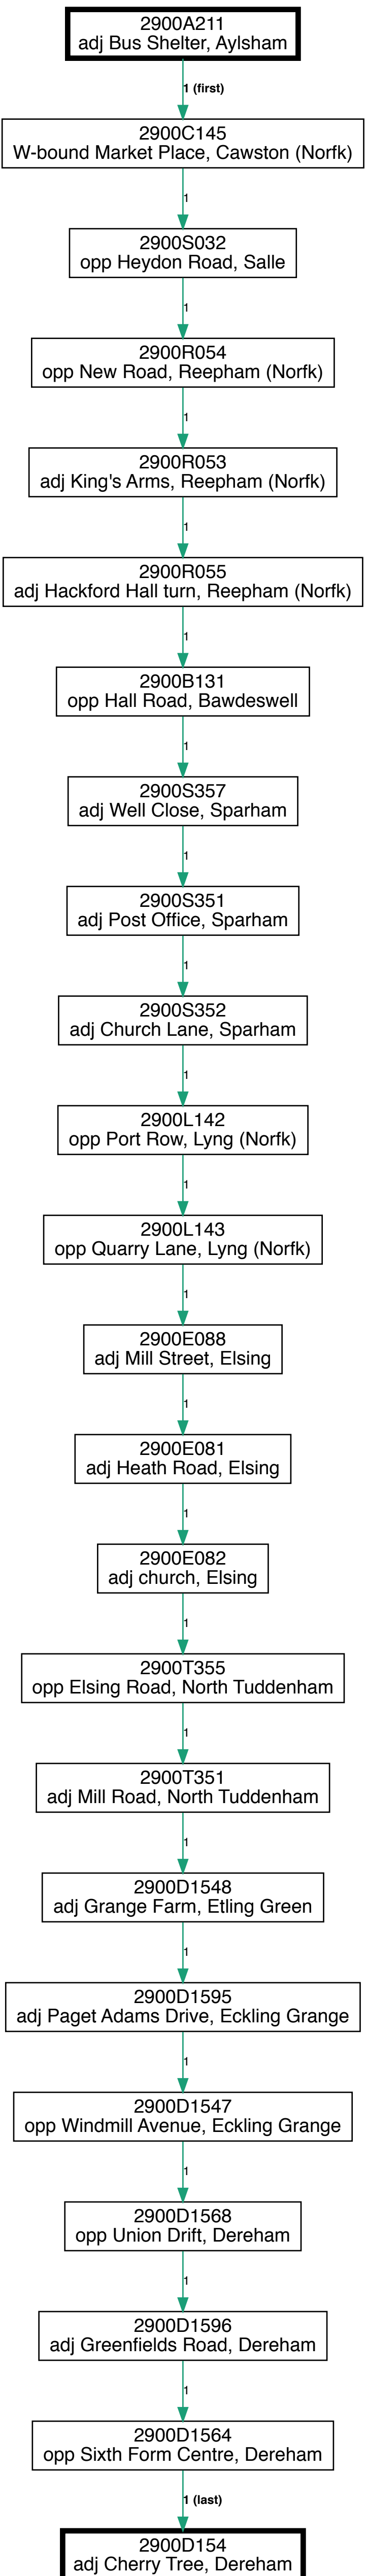 2900A211
adj Bus Shelter, Aylsham
1 (first)
2900C145
W-bound Market Place, Cawston (Norfk)
1
2900S032
opp Heydon Road, Salle
1
2900R054
opp New Road, Reepham (Norfk)
1
2900R053
adj King's Arms, Reepham (Norfk)
1
2900R055
adj Hackford Hall turn, Reepham (Norfk)
1
2900B131
opp Hall Road, Bawdeswell
1
2900S357
adj Well Close, Sparham
1
2900S351
adj Post Office, Sparham
1
2900S352
adj Church Lane, Sparham
1
2900L142
opp Port Row, Lyng (Norfk)
1
2900L143
opp Quarry Lane, Lyng (Norfk)
1
2900E088
adj Mill Street, Elsing
1
2900E081
adj Heath Road, Elsing
1
2900E082
adj church, Elsing
1
2900T355
opp Elsing Road, North Tuddenham
1
2900T351
adj Mill Road, North Tuddenham
1
2900D1548
adj Grange Farm, Etling Green
1
2900D1595
adj Paget Adams Drive, Eckling Grange
1
2900D1547
opp Windmill Avenue, Eckling Grange
1
2900D1568
opp Union Drift, Dereham
1
2900D1596
adj Greenfields Road, Dereham
1
2900D1564
opp Sixth Form Centre, Dereham
1 (last)
2900D154
adj Cherry Tree, Dereham